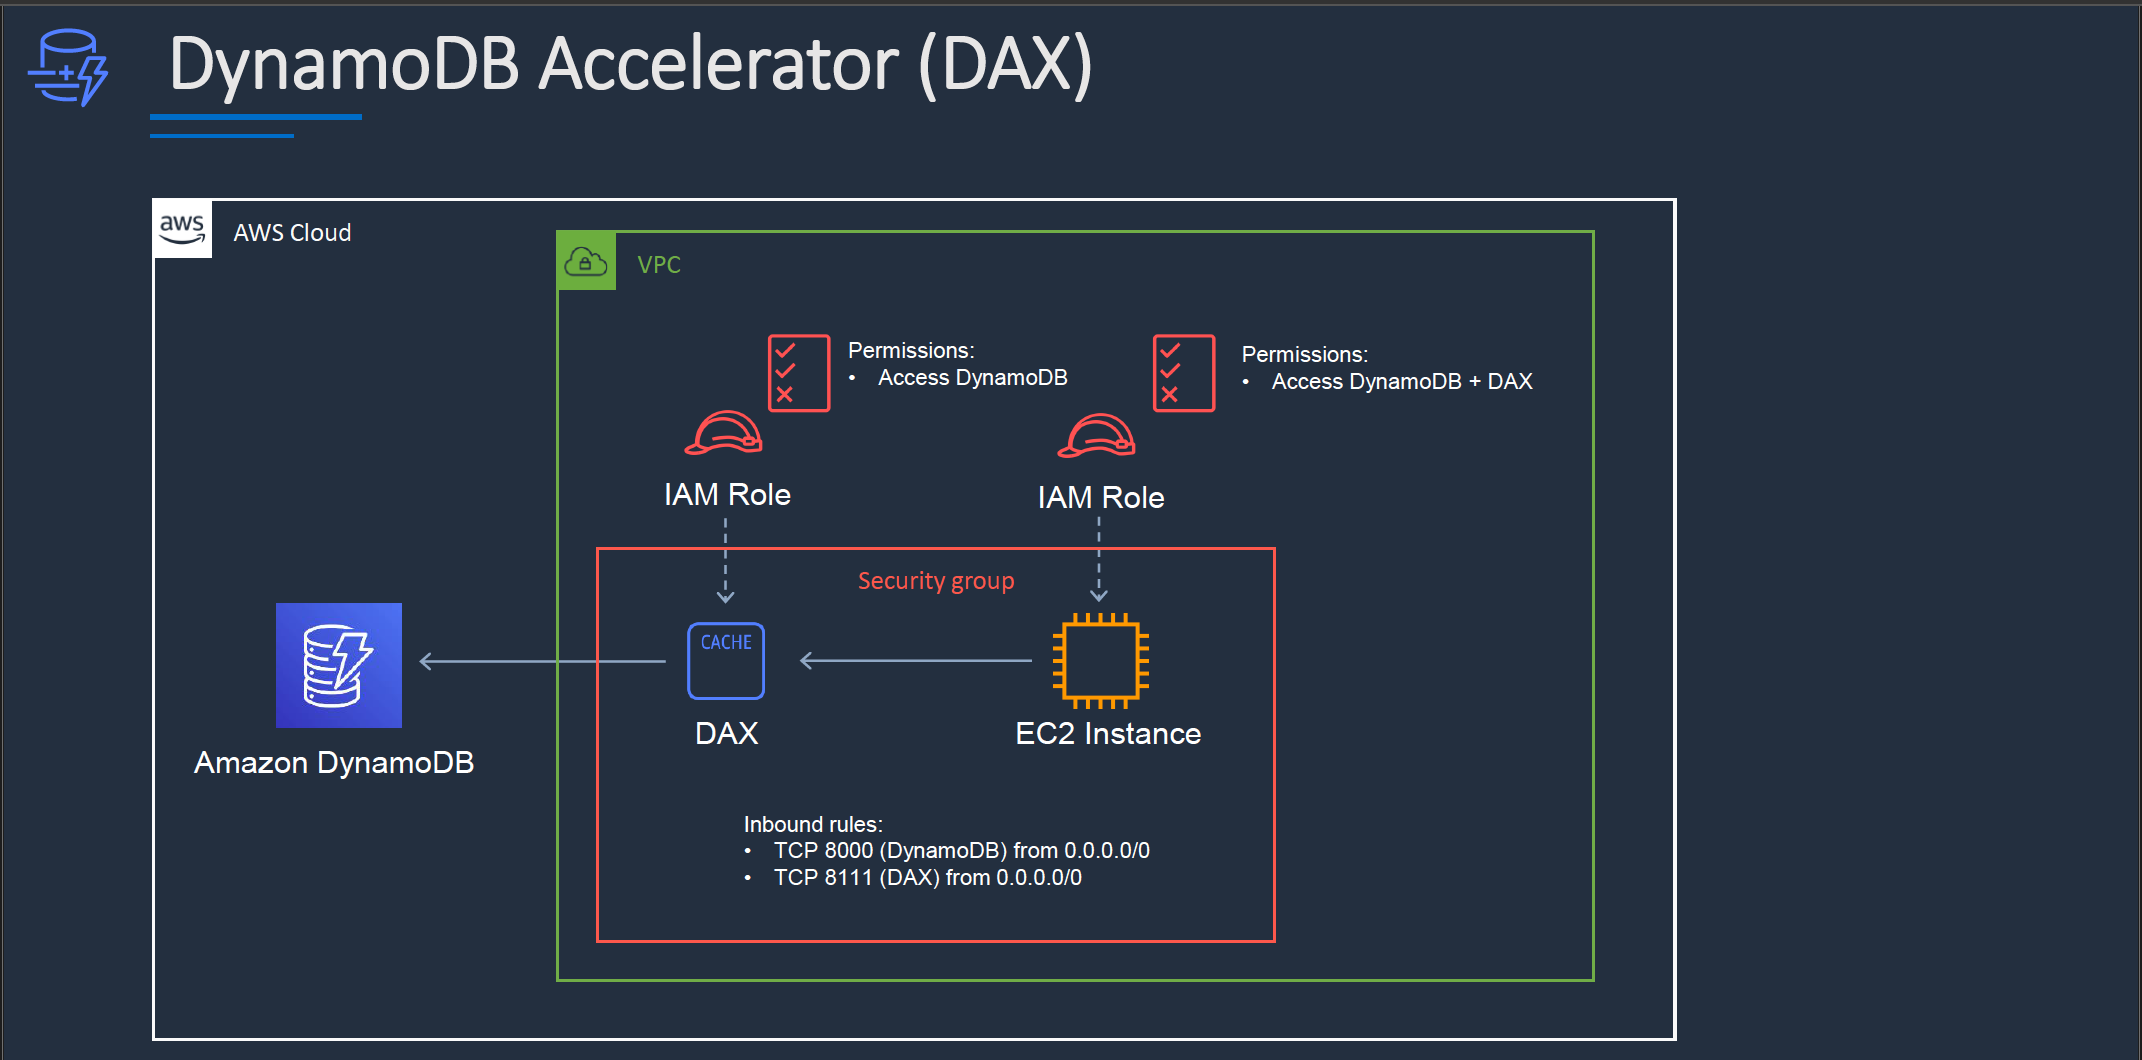 DynamoDB Accelerator (DAX)
aws
AWS Cloud
VPC
Permissions:
• Access DynamoDB
Permissions:
• Access DynamoDB + DAX
IAM Role
IAM Role
Security group
CACHE
DAX
EC2 Instance
Amazon DynamoDB
Inbound rules:
• TCP 8000 (DynamoDB) from 0.0.0.0/0
• TCP 8111 (DAX) from 0.0.0.0/0